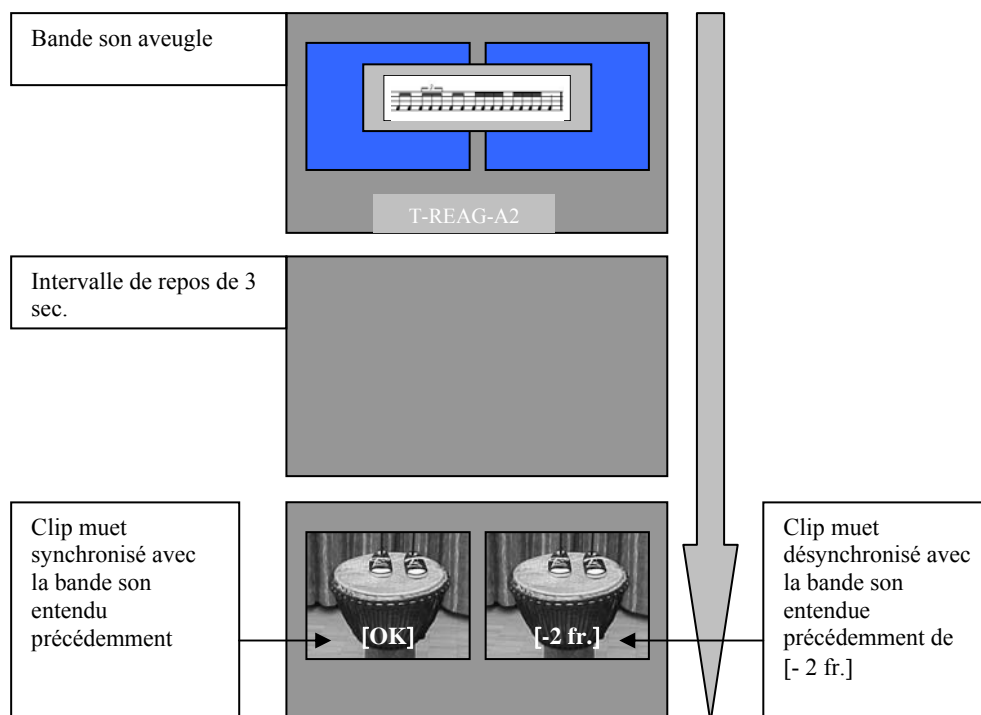 Bande son aveugle
T-REAG-A2
Intervalle de repos de 3
sec.
Clip muet
synchronisé avec
la bande son
entendu
précédemment
[OK]
[-2 fr.]
Clip muet
désynchronisé avec
la bande son
entendue
précédemment de
[- 2 fr.]